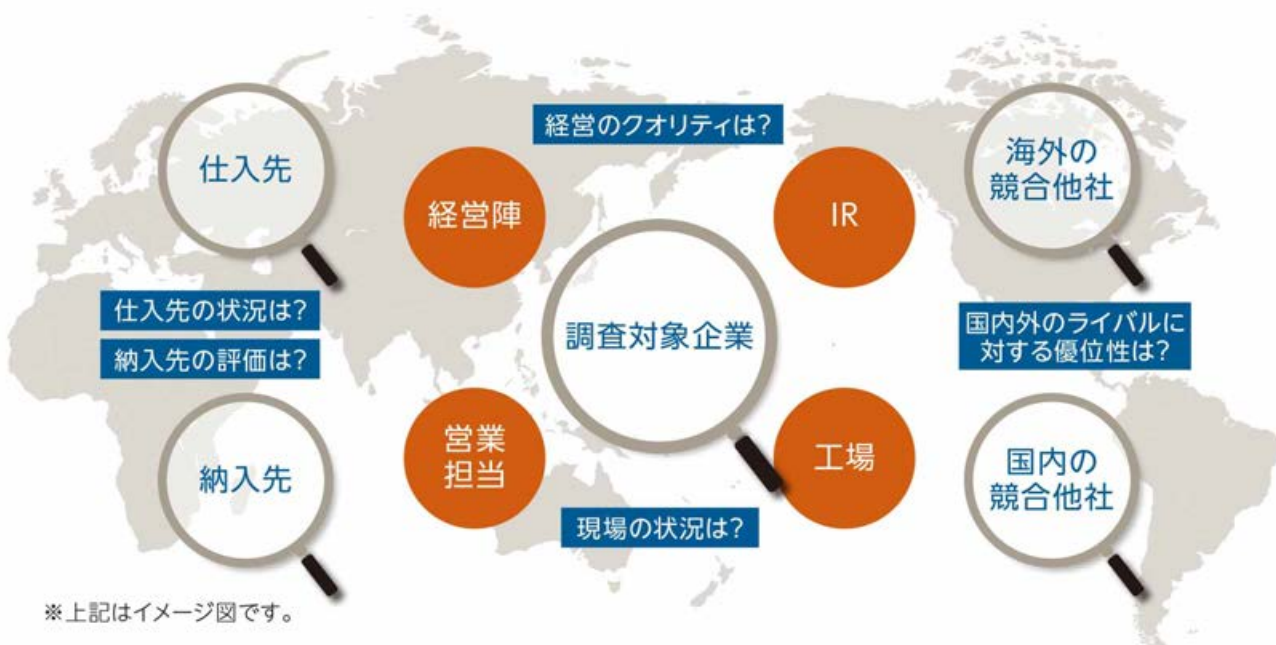 経営のクオリティは?
仕入先
経営陣
IR
海外の
競合他社
仕入先の状況は?
納入先の評価は?
調査対象企業
国内外のライバルに
対する優位性は?
納入先
営業
担当
工場
国内の
競合他社
現場の状況は?
※上記はイメージ図です。